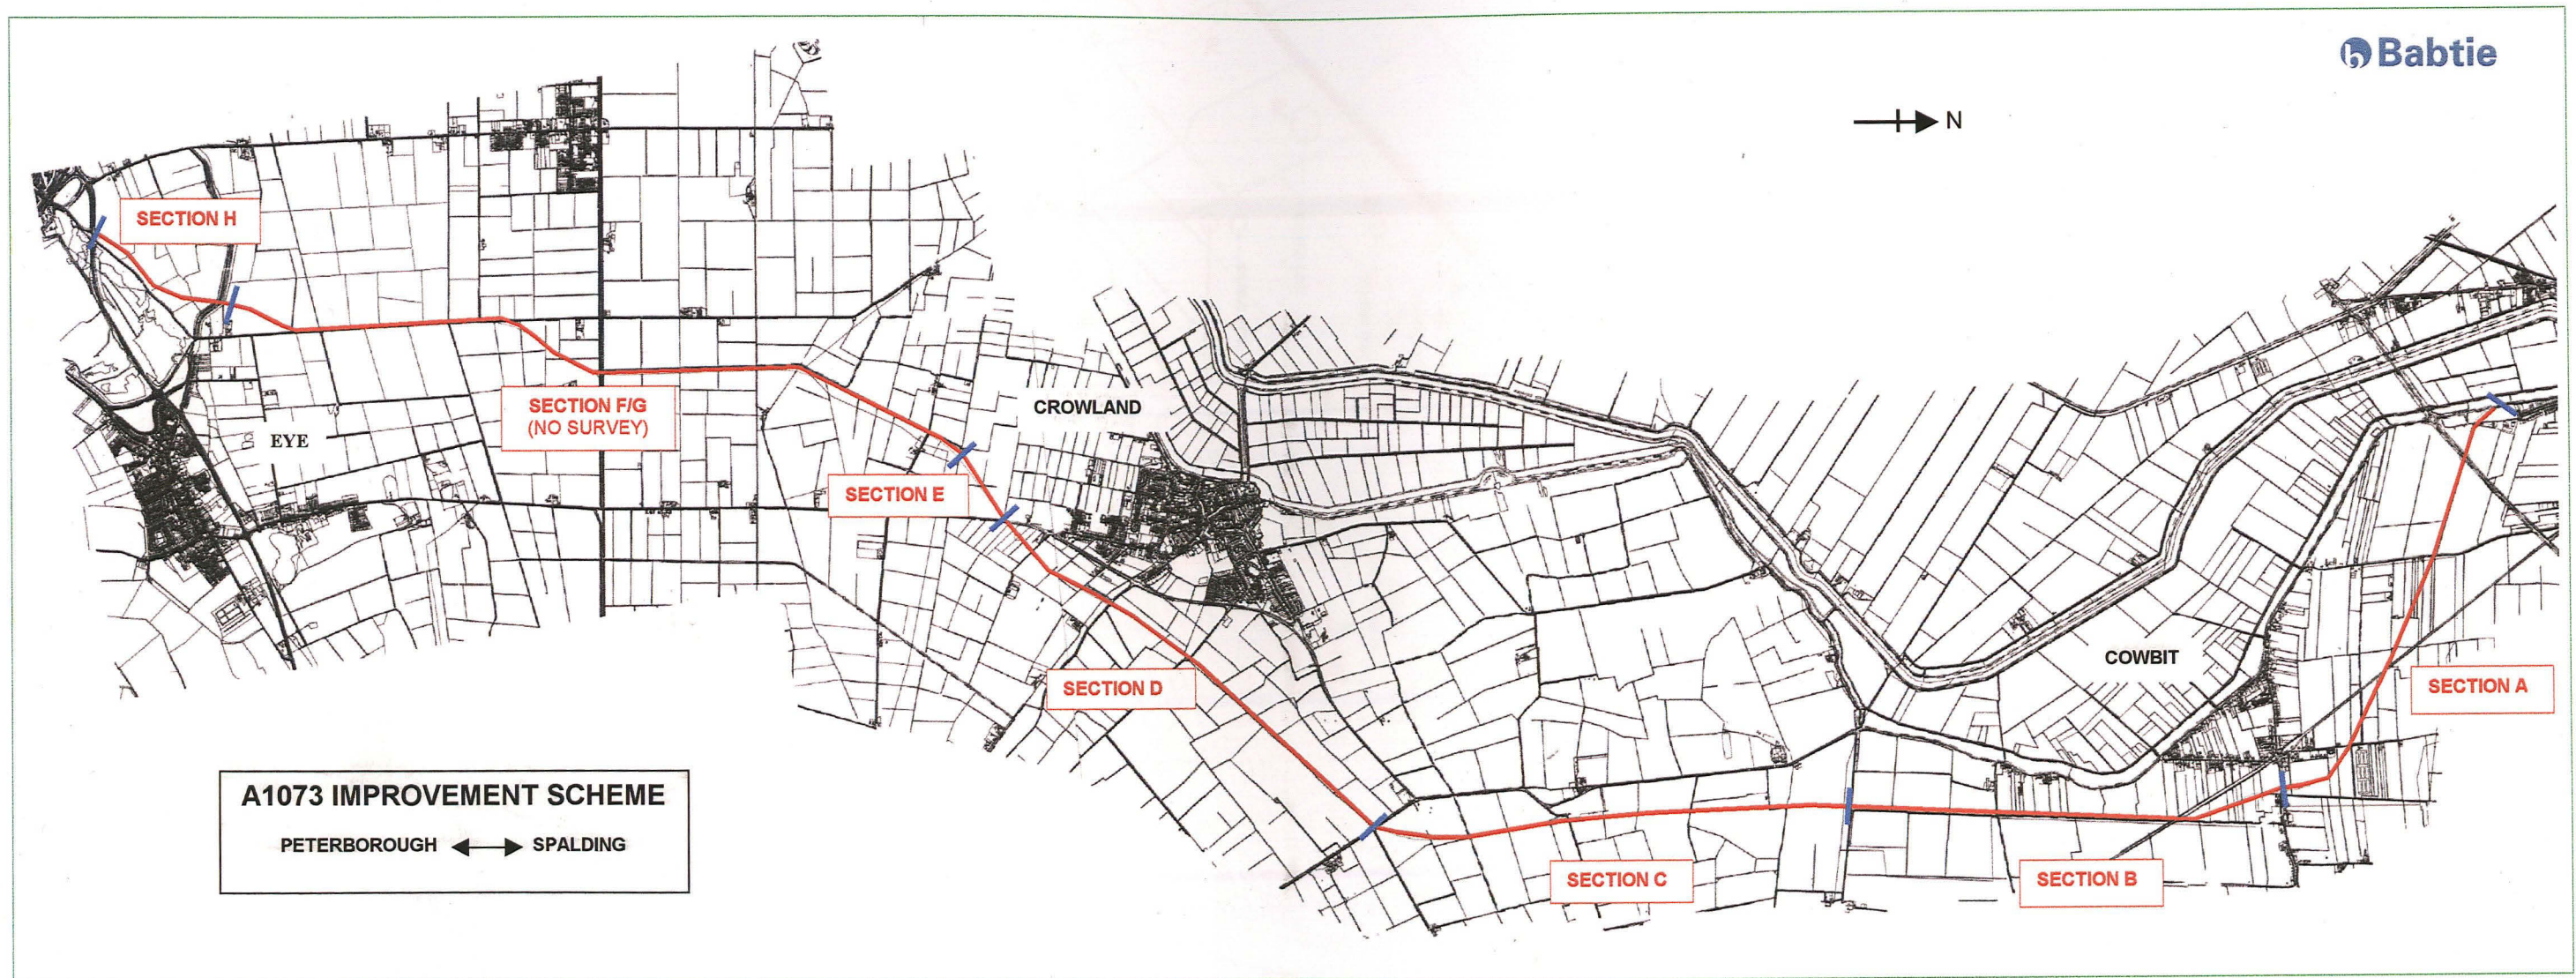 Babtie
N
SECTION H
SECTION F/G
(NO SURVEY)
EYE
CROWLAND
SECTION E
SECTION D
COWBIT
SECTION A
SECTION C
SECTION B
A1073 IMPROVEMENT SCHEME
PETERBOROUGH SPALDING